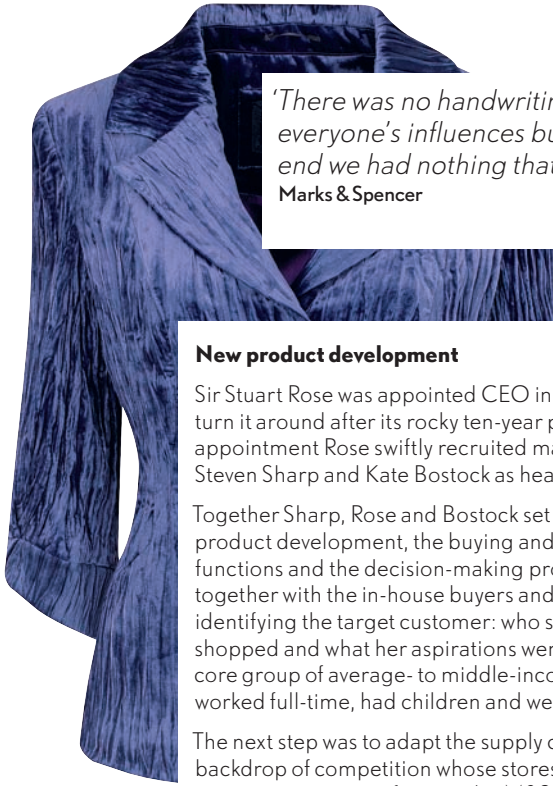 'There was no handwritin
everyone's influences bu
end we had nothing that
Marks & Spencer
New product development
Sir Stuart Rose was appointed CEO in
turn it around after its rocky ten-year p
appointment Rose swiftly recruited ma
Steven Sharp and Kate Bostock as hea
Together Sharp, Rose and Bostock set
product development, the buying and
functions and the decision-making pro
together with the in-house buyers and
identifying the target customer: who s
shopped and what her aspirations wer
core group of average- to middle-inco
worked full-time, had children and we
The next step was to adapt the supply c
backdrop of competition whose stores